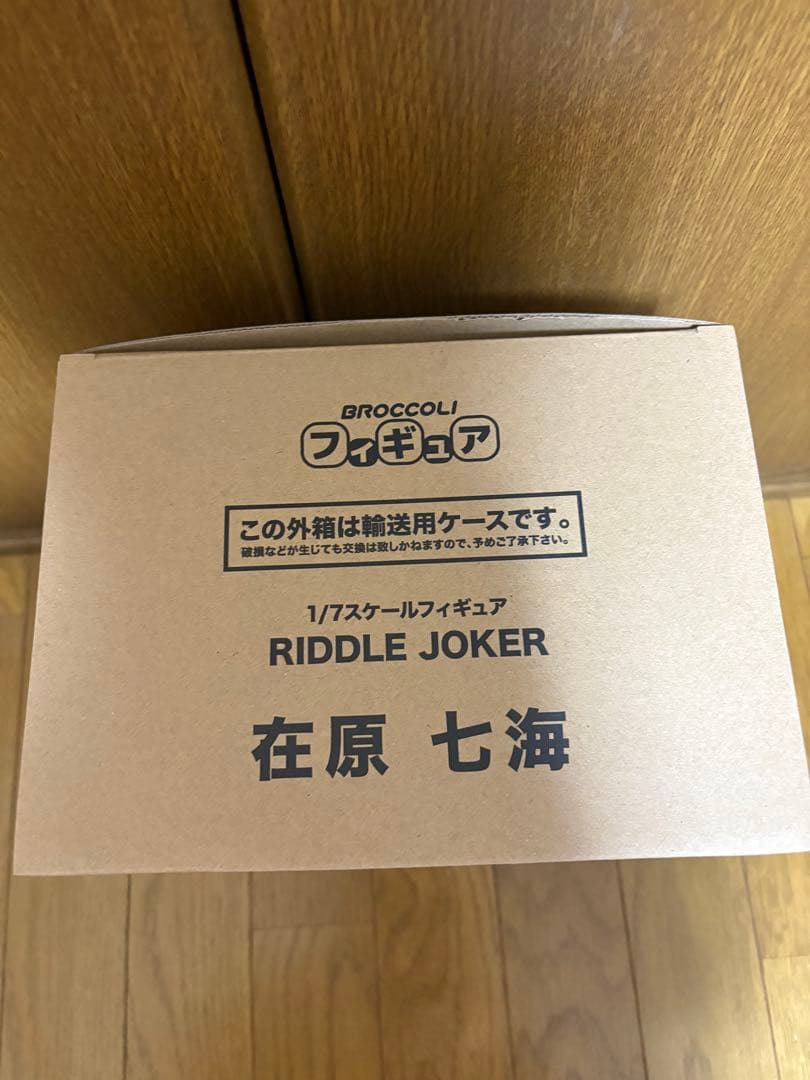 BROCCOLI
フィギュア
この外箱は輸送用ケースです。
破損などが生じても交換は致しかねますので、予めご了承下さい。
1/7スケールフィギュア
RIDDLE JOKER
在原 七海